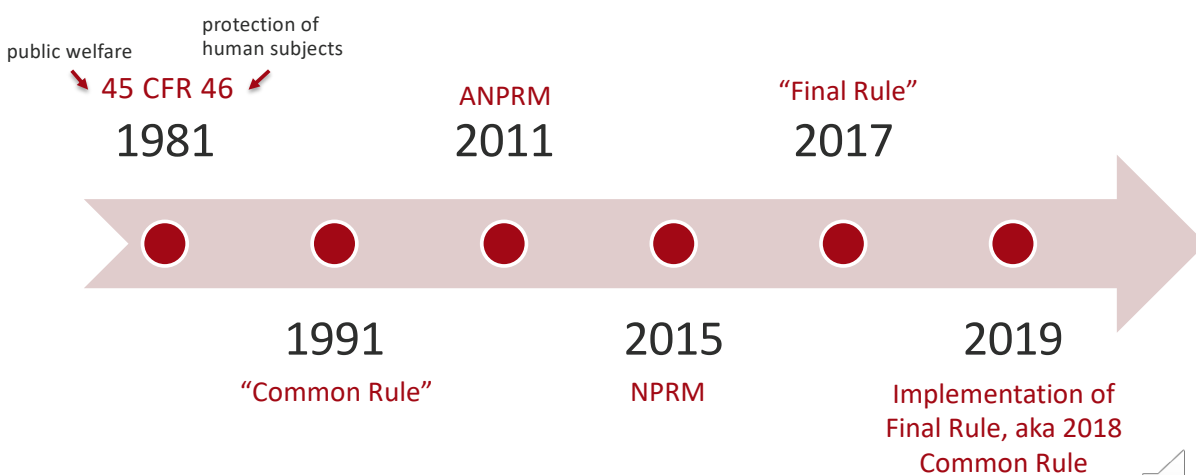 protection of
human subjects
public welfare
45 CFR 46
1981
ANPRM
2011
“Final Rule”
2017
1991
“Common Rule”
2015
NPRM
2019
Implementation of
Final Rule, aka 2018
Common Rule